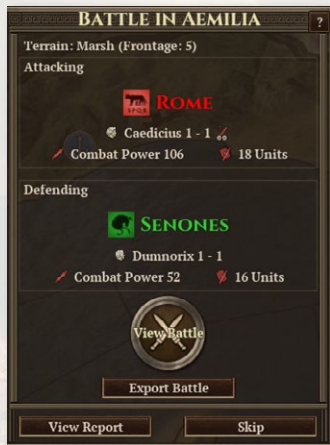 BATTLE IN AEMILIA
?
Terrain: Marsh (Frontage: 5)
Attacking
S·P·Q·R
ROME
Caedicius 1 - 1
Combat Power 106 18 Units
Defending
SENONES
Dumnorix 1 - 1
Combat Power 52 16 Units
View Battle
Export Battle
View Report Skip